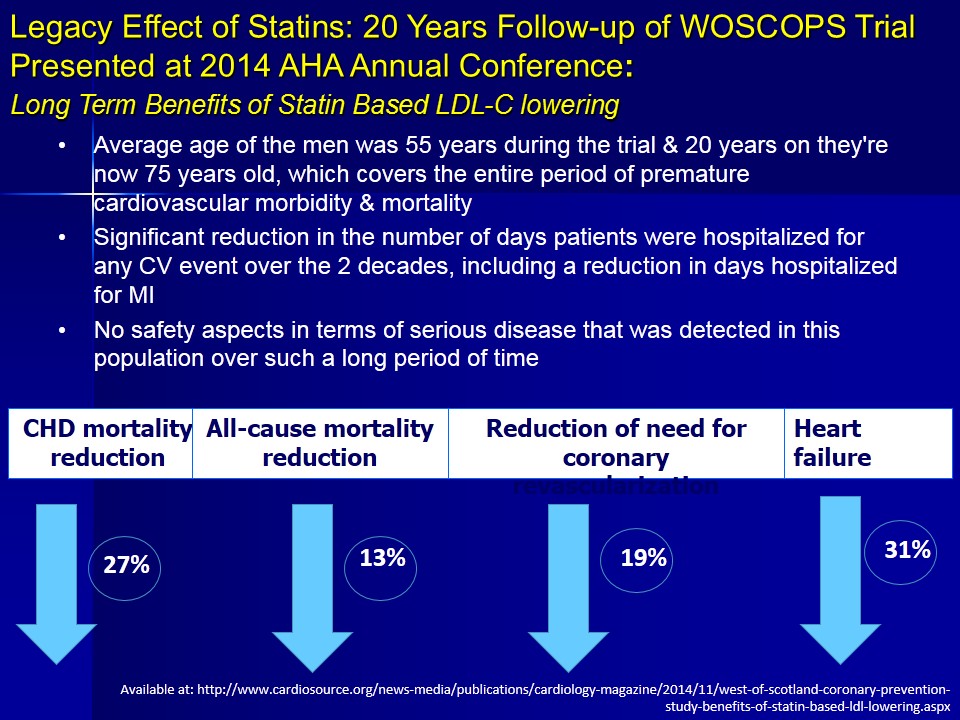 Legacy Effect of Statins: 20 Years Follow-up of WOSCOPS Trial
Presented at 2014 AHA Annual Conference:
Long Term Benefits of Statin Based LDL-C lowering
• Average age of the men was 55 years during the trial & 20 years on they're
now 75 years old, which covers the entire period of premature
cardiovascular morbidity & mortality
• Significant reduction in the number of days patients were hospitalized for
any CV event over the 2 decades, including a reduction in days hospitalized
for MI
• No safety aspects in terms of serious disease that was detected in this
population over such a long period of time
CHD mortality
reduction
All-cause mortality
reduction
Reduction of need for
coronary
revascularization
Heart
failure
27%
13%
19%
31%
Available at: http://www.cardiosource.org/news-media/publications/cardiology-magazine/2014/11/west-of-scotland-coronary-prevention-
study-benefits-of-statin-based-ldl-lowering.aspx